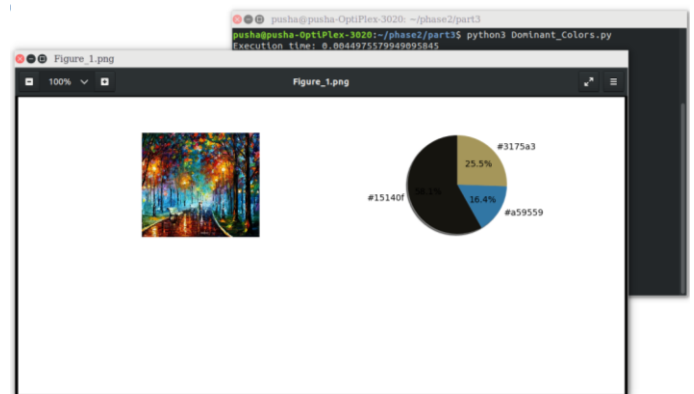 pusha@pusha-OptiPlex-3020: ~/phase2/part3
pusha@pusha-OptiPlex-3020:~/phase2/part3$ python3 Dominant_Colors.py
Execution time: 0.0044975579949095845
Figure_1.png
100%
Figure_1.png
#3175a3
25.5%
#15140f
16.4%
#a59559